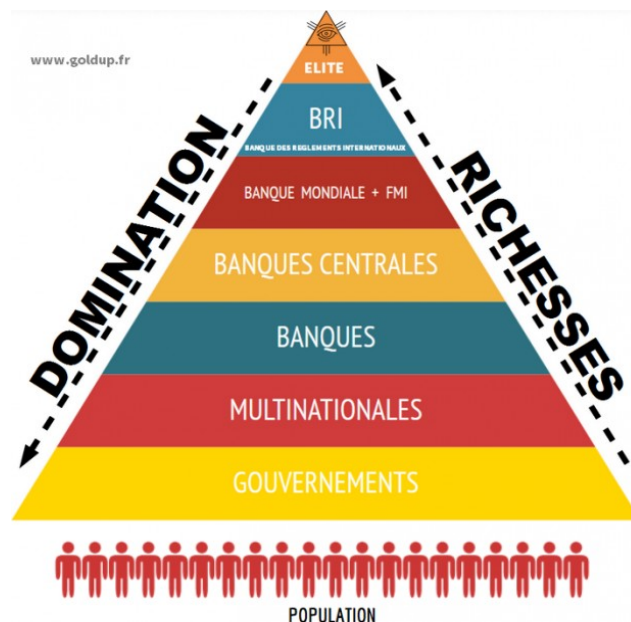 www.goldup.fr
ELITE
DOMINATION
RICHESSES
BRI
BANQUE DES REGLEMENTS INTERNATIONAUX
BANQUE MONDIALE + FMI
BANQUES CENTRALES
BANQUES
MULTINATIONALES
GOUVERNEMENTS
POPULATION